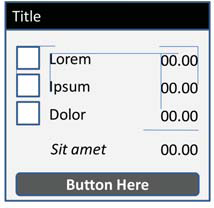 Title
Lorem 00.00
Ipsum 00.00
Dolor 00.00
Sit amet 00.00
Button Here